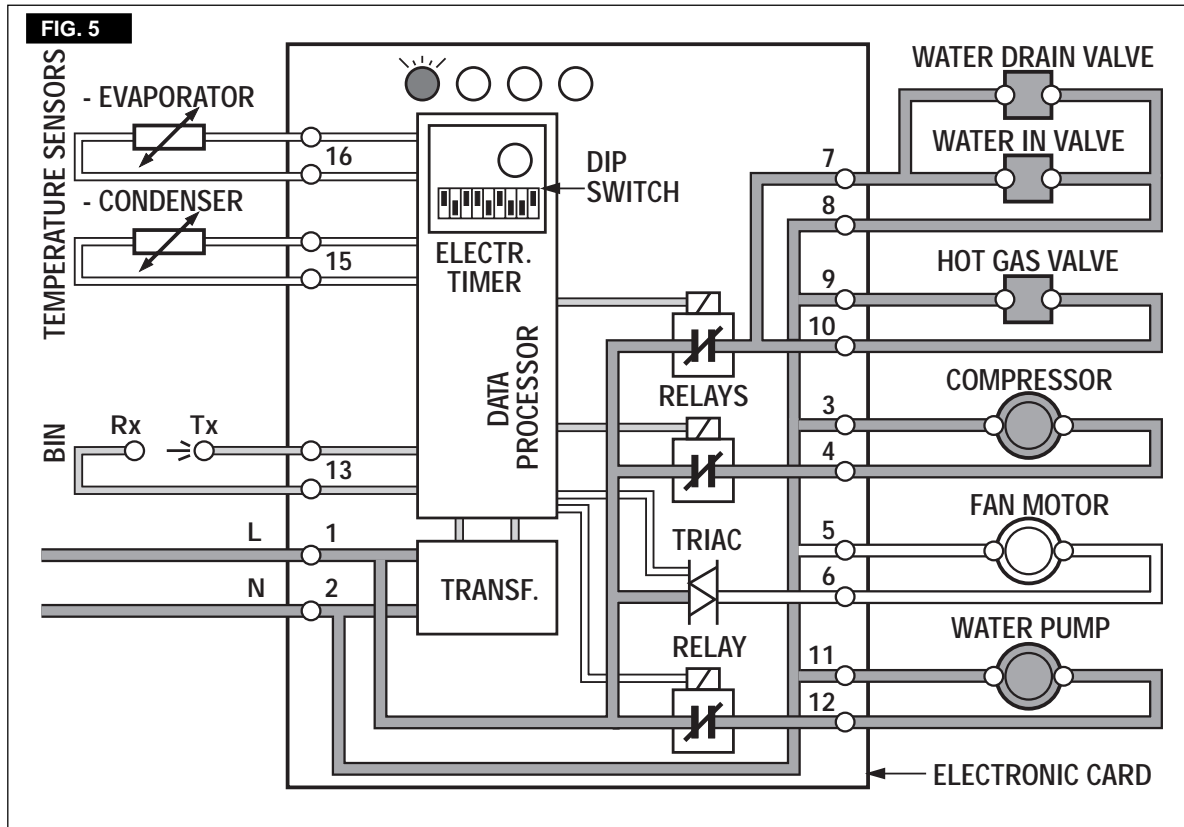 FIG. 5
TEMPERATURE SENSORS
- EVAPORATOR
16
- CONDENSER
15
BIN
Rx
Tx
13
L
1
N
2
DIP
SWITCH
ELECTR.
TIMER
DATA
PROCESSOR
TRANSF.
RELAYS
TRIAC
RELAY
7
8
9
10
3
4
5
6
11
12
WATER DRAIN VALVE
WATER IN VALVE
HOT GAS VALVE
COMPRESSOR
FAN MOTOR
WATER PUMP
ELECTRONIC CARD